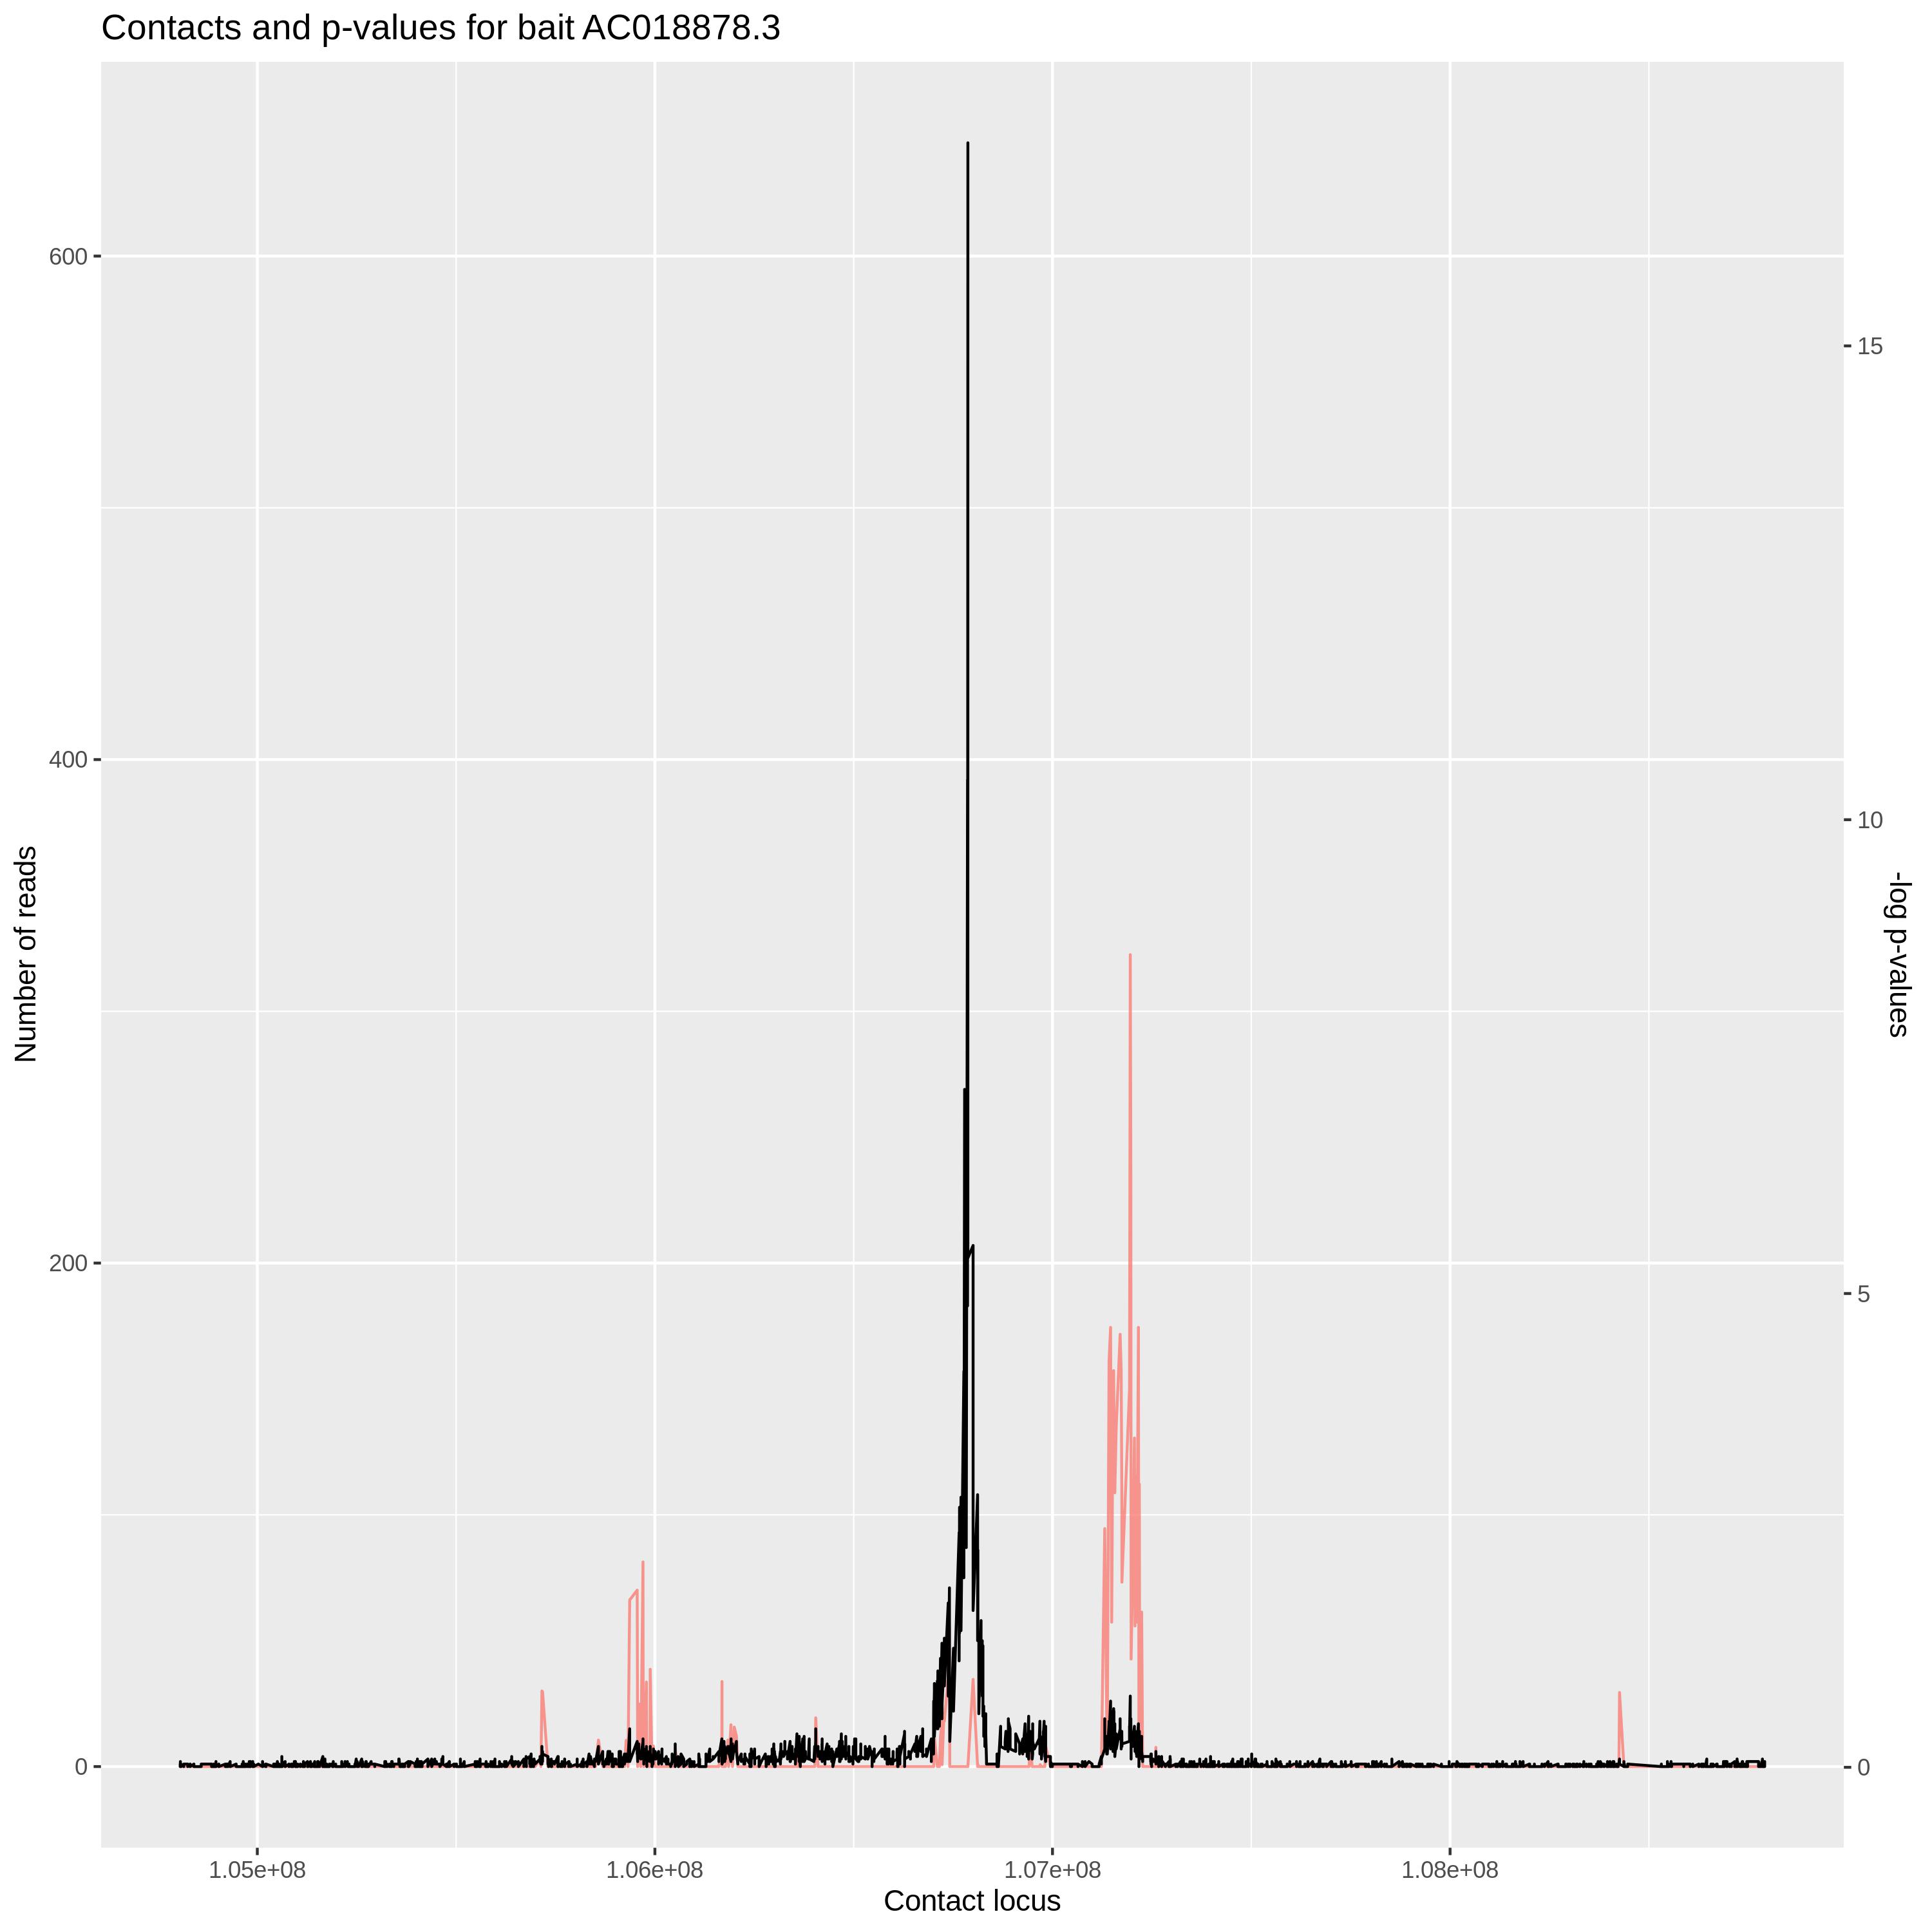 Contacts and p-values for bait AC018878.3
600
400
200
0
Number of reads
15
10
5
0
-log p-values
1.05e+08
1.06e+08
1.07e+08
1.08e+08
Contact locus